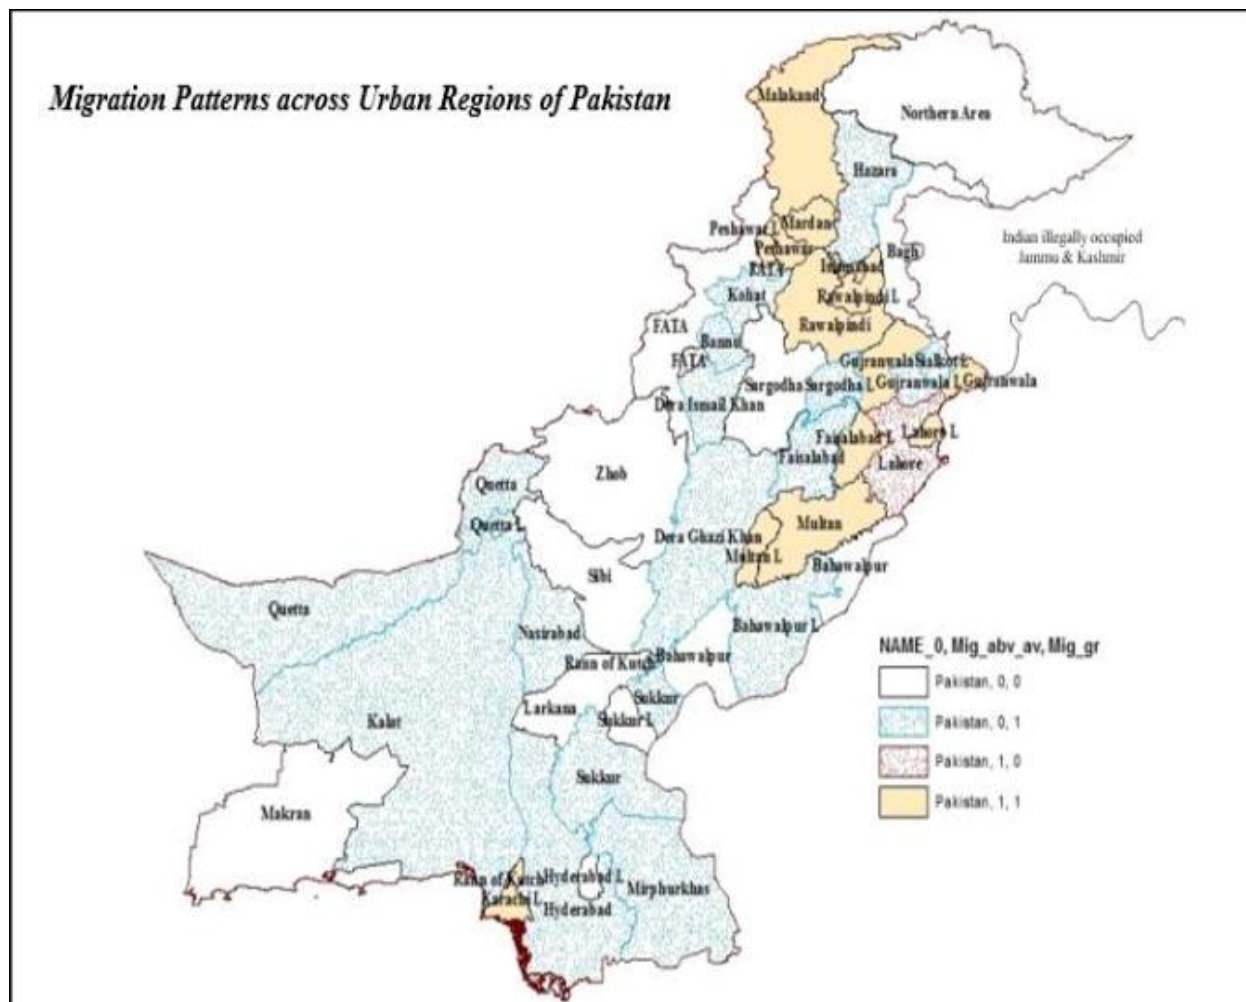 Migration Patterns across Urban Regions of Pakistan
Malakand
Northern Area
Hazara
Mardan
Peshawar L
Peshawar
Indian illegally occupied
Jammu & Kashmir
Bagh
FATA
Islamabad
Kohat
Rawalpindi L
FATA
Rawalpindi
Bannu
FATA
Gujranwala
Sialkot L
Sargodha
Sargodha L
Gujranwala L
Gujranwala
Dera Ismail Khan
Faisalabad L
Lahore L
Faisalabad
Lahore
Zhob
Quetta
Quetta L
Multan
Dera Ghazi Khan
Multan L
Bahawalpur
Sibi
Quetta
Nasirabad
Bahawalpur L
NAME_0, Mig_abv_av, Mig_gr
Rann of Kutch
Bahawalpur
Pakistan, 0, 0
Larkana
Sukkur
Sukkur L
Kalat
Pakistan, 0, 1
Pakistan, 1, 0
Sukkur
Pakistan, 1, 1
Makran
Rann of Kutch
Hyderabad L
Mirphurkhas
Karachi L
Hyderabad